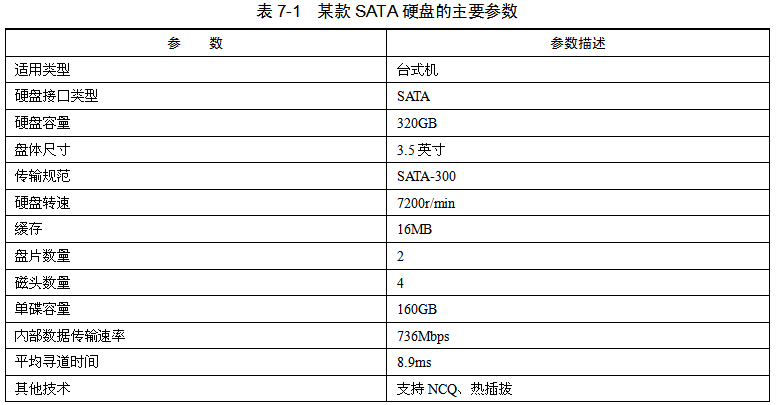 表 7-1 某款 SATA 硬盘的主要参数
参 数 参数描述
适用类型 台式机
硬盘接口类型 SATA
硬盘容量 320GB
盘体尺寸 3.5 英寸
传输规范 SATA-300
硬盘转速 7200r/min
缓存 16MB
盘片数量 2
磁头数量 4
单碟容量 160GB
内部数据传输速率 736Mbps
平均寻道时间 8.9ms
其他技术 支持 NCQ、热插拔